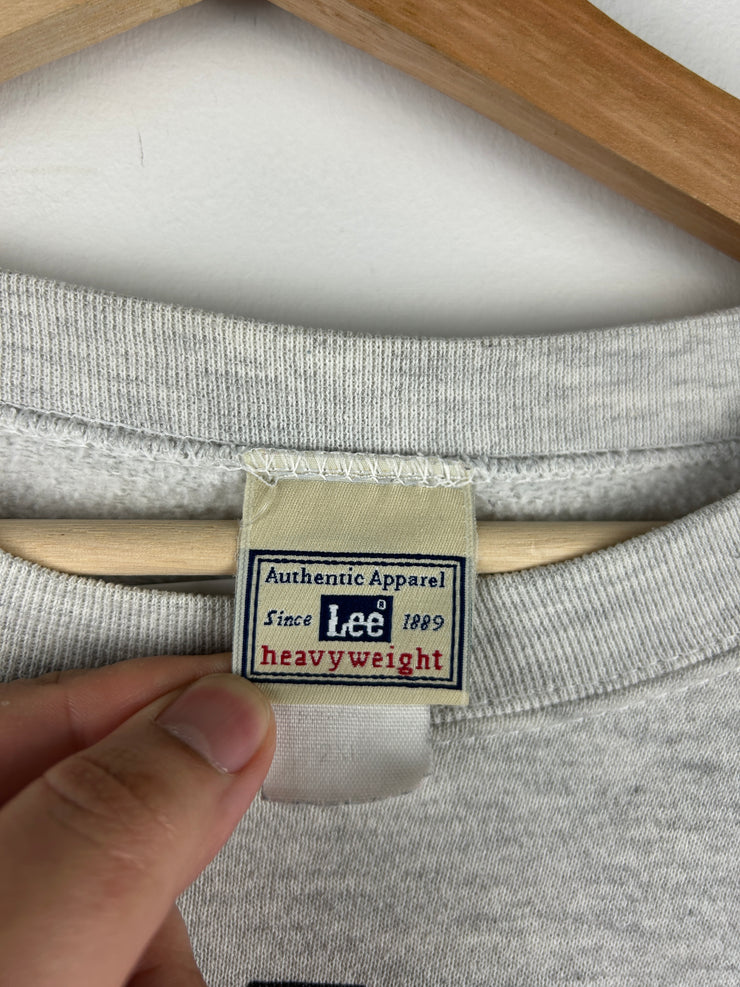 Authentic Apparel
Since Lee® 1889
heavyweight